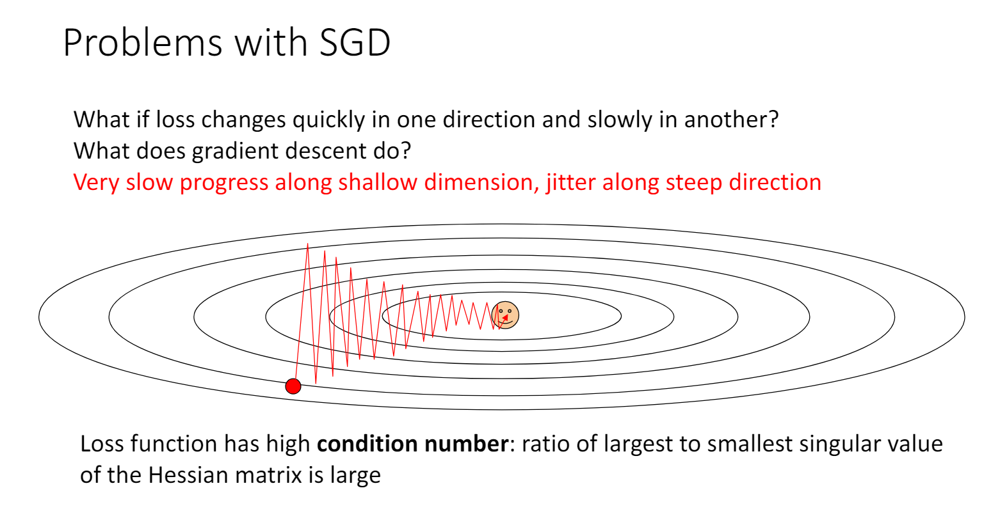 Problems with SGD
What if loss changes quickly in one direction and slowly in another?
What does gradient descent do?
Very slow progress along shallow dimension, jitter along steep direction
Loss function has high condition number: ratio of largest to smallest singular value
of the Hessian matrix is large